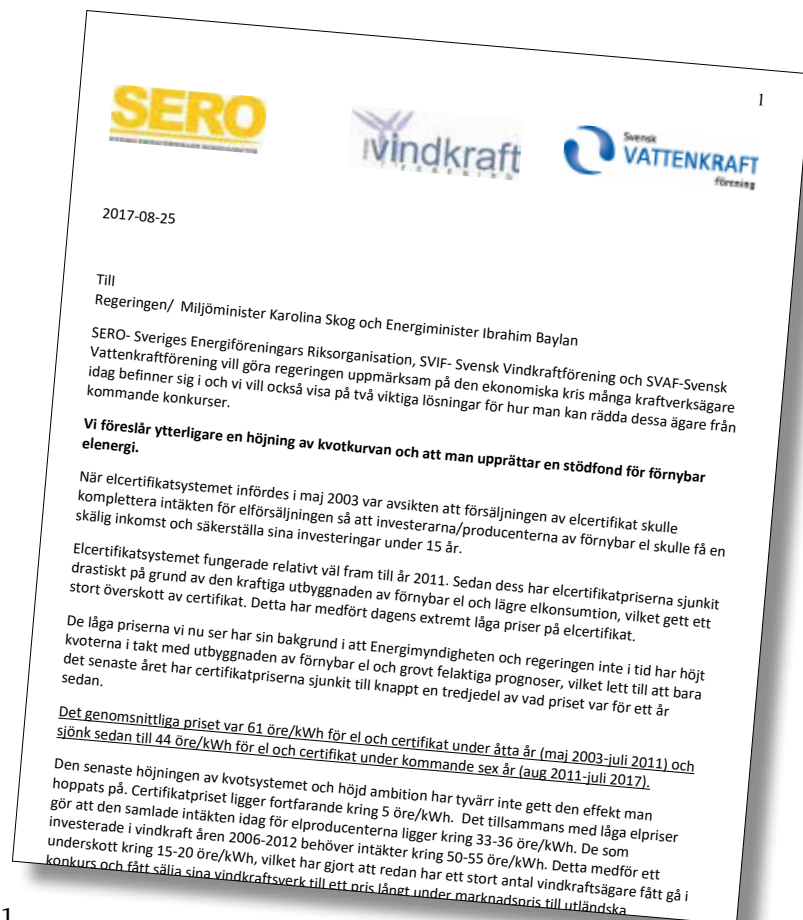 1
SERO
Vindkraft
FÖRENING
Svensk
VATTENKRAFT
förening
2017-08-25
Till
Regeringen/ Miljöminister Karolina Skog och Energiminister Ibrahim Baylan
SERO- Sveriges Energiföreningars Riksorganisation, SVIF- Svensk Vindkraftförening och SVAF-Svensk
Vattenkraftförening vill göra regeringen uppmärksam på den ekonomiska kris många kraftverksägare
idag befinner sig i och vi vill också visa på två viktiga lösningar för hur man kan rädda dessa ägare från
kommande konkurser.
Vi föreslår ytterligare en höjning av kvotkurvan och att man upprättar en stödfond för förnybar
elenergi.
När elcertifikatsystemet infördes i maj 2003 var avsikten att försäljningen av elcertifikat skulle
komplettera intäkten för elförsäljningen så att investerarna/producenterna av förnybar el skulle få en
skälig inkomst och säkerställa sina investeringar under 15 år.
Elcertifikatsystemet fungerade relativt väl fram till år 2011. Sedan dess har elcertifikatpriserna sjunkit
drastiskt på grund av den kraftiga utbyggnaden av förnybar el och lägre elkonsumtion, vilket gett ett
stort överskott av certifikat. Detta har medfört dagens extremt låga priser på elcertifikat.
De låga priserna vi nu ser har sin bakgrund i att Energimyndigheten och regeringen inte i tid har höjt
kvoterna i takt med utbyggnaden av förnybar el och grovt felaktiga prognoser, vilket lett till att bara
det senaste året har certifikatpriserna sjunkit till knappt en tredjedel av vad priset var för ett år
sedan.
Det genomsnittliga priset var 61 öre/kWh för el och certifikat under åtta år (maj 2003-juli 2011) och
sjönk sedan till 44 öre/kWh för el och certifikat under kommande sex år (aug 2011-juli 2017).
Den senaste höjningen av kvotsystemet och höjd ambition har tyvärr inte gett den effekt man
hoppats på. Certifikatpriset ligger fortfarande kring 5 öre/kWh. Det tillsammans med låga elpriser
gör att den samlade intäkten idag för elproducenterna ligger kring 33-36 öre/kWh. De som
investerade i vindkraft åren 2006-2012 behöver intäkter kring 50-55 öre/kWh. Detta medför ett
underskott kring 15-20 öre/kWh, vilket har gjort att redan har ett stort antal vindkraftsägare fått gå i
konkurs och fått sälja sina vindkraftsverk till ett pris långt under marknadspris till utländska
1